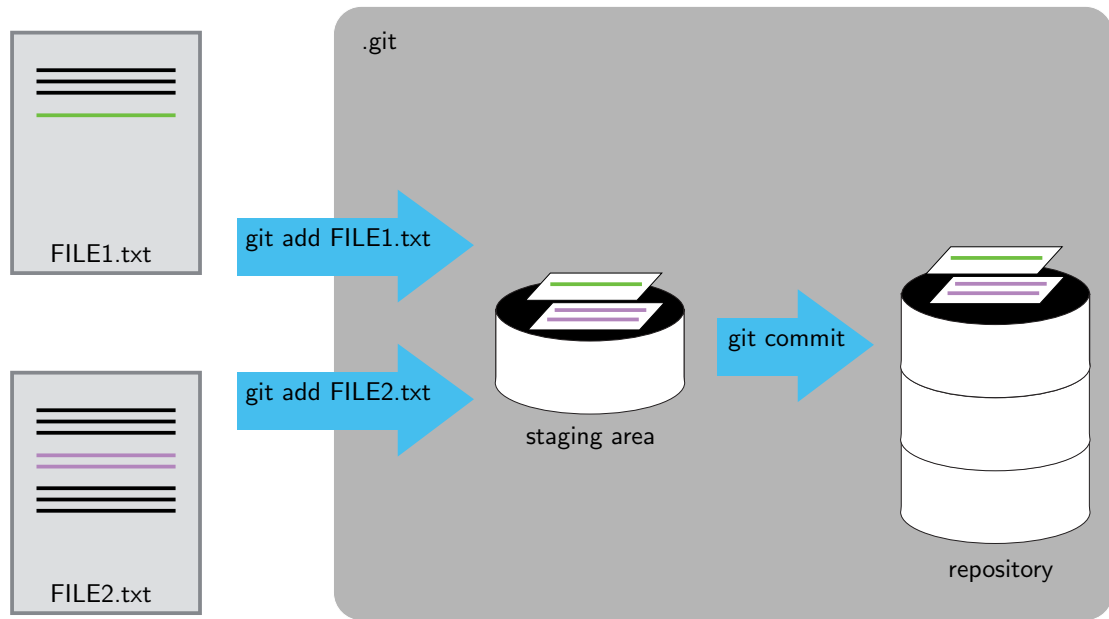 .git
FILE1.txt
git add FILE1.txt
git commit
git add FILE2.txt
staging area
repository
FILE2.txt